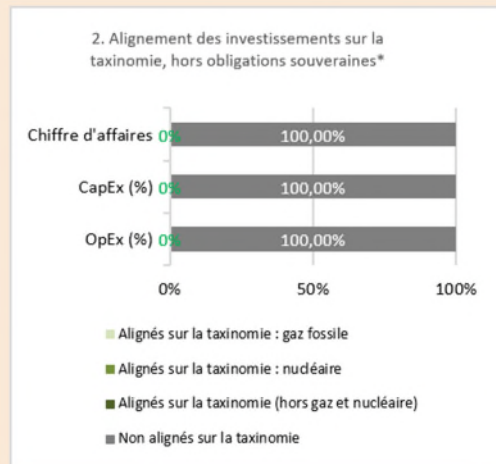 2. Alignement des investissements sur la
taxinomie, hors obligations souveraines*
Chiffre d'affaires 0% 100,00%
CapEx (%) 0% 100,00%
OpEx (%) 0% 100,00%
0% 50% 100%
Alignés sur la taxinomie : gaz fossile
Alignés sur la taxinomie : nucléaire
Alignés sur la taxinomie (hors gaz et nucléaire)
Non alignés sur la taxinomie